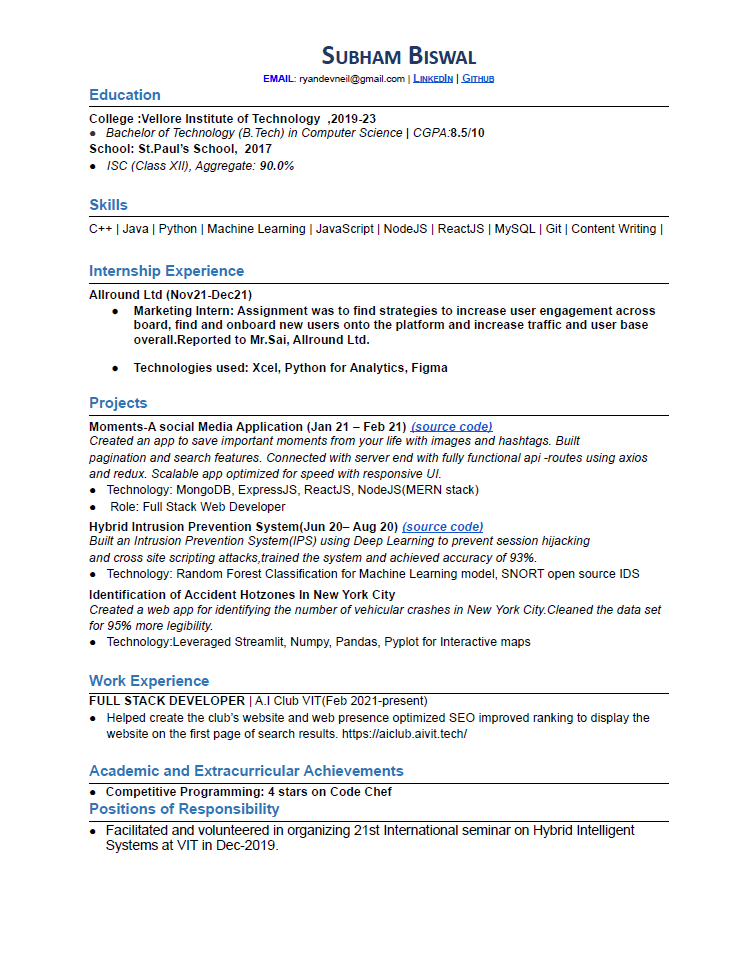 SUBHAM BISWAL
EMAIL: ryandevneil@gmail.com | LINKEDIN | GITHUB
Education
College :Vellore Institute of Technology ,2019-23
● Bachelor of Technology (B.Tech) in Computer Science | CGPA:8.5/10
School: St.Paul's School, 2017
● ISC (Class XII), Aggregate: 90.0%
Skills
C++ | Java | Python | Machine Learning | JavaScript | NodeJS | ReactJS | MySQL | Git | Content Writing |
Internship Experience
Allround Ltd (Nov21-Dec21)
● Marketing Intern: Assignment was to find strategies to increase user engagement across
board, find and onboard new users onto the platform and increase traffic and user base
overall.Reported to Mr.Sai, Allround Ltd.
● Technologies used: Xcel, Python for Analytics, Figma
Projects
Moments-A social Media Application (Jan 21 – Feb 21) (source code)
Created an app to save important moments from your life with images and hashtags. Built
pagination and search features. Connected with server end with fully functional api -routes using axios
and redux. Scalable app optimized for speed with responsive UI.
● Technology: MongoDB, ExpressJS, ReactJS, NodeJS(MERN stack)
● Role: Full Stack Web Developer
Hybrid Intrusion Prevention System(Jun 20– Aug 20) (source code)
Built an Intrusion Prevention System(IPS) using Deep Learning to prevent session hijacking
and cross site scripting attacks,trained the system and achieved accuracy of 93%.
● Technology: Random Forest Classification for Machine Learning model, SNORT open source IDS
Identification of Accident Hotzones In New York City
Created a web app for identifying the number of vehicular crashes in New York City.Cleaned the data set
for 95% more legibility.
● Technology:Leveraged Streamlit, Numpy, Pandas, Pyplot for Interactive maps
Work Experience
FULL STACK DEVELOPER | A.I Club VIT(Feb 2021-present)
● Helped create the club's website and web presence optimized SEO improved ranking to display the
website on the first page of search results. https://aiclub.aivit.tech/
Academic and Extracurricular Achievements
● Competitive Programming: 4 stars on Code Chef
Positions of Responsibility
● Facilitated and volunteered in organizing 21st International seminar on Hybrid Intelligent
Systems at VIT in Dec-2019.